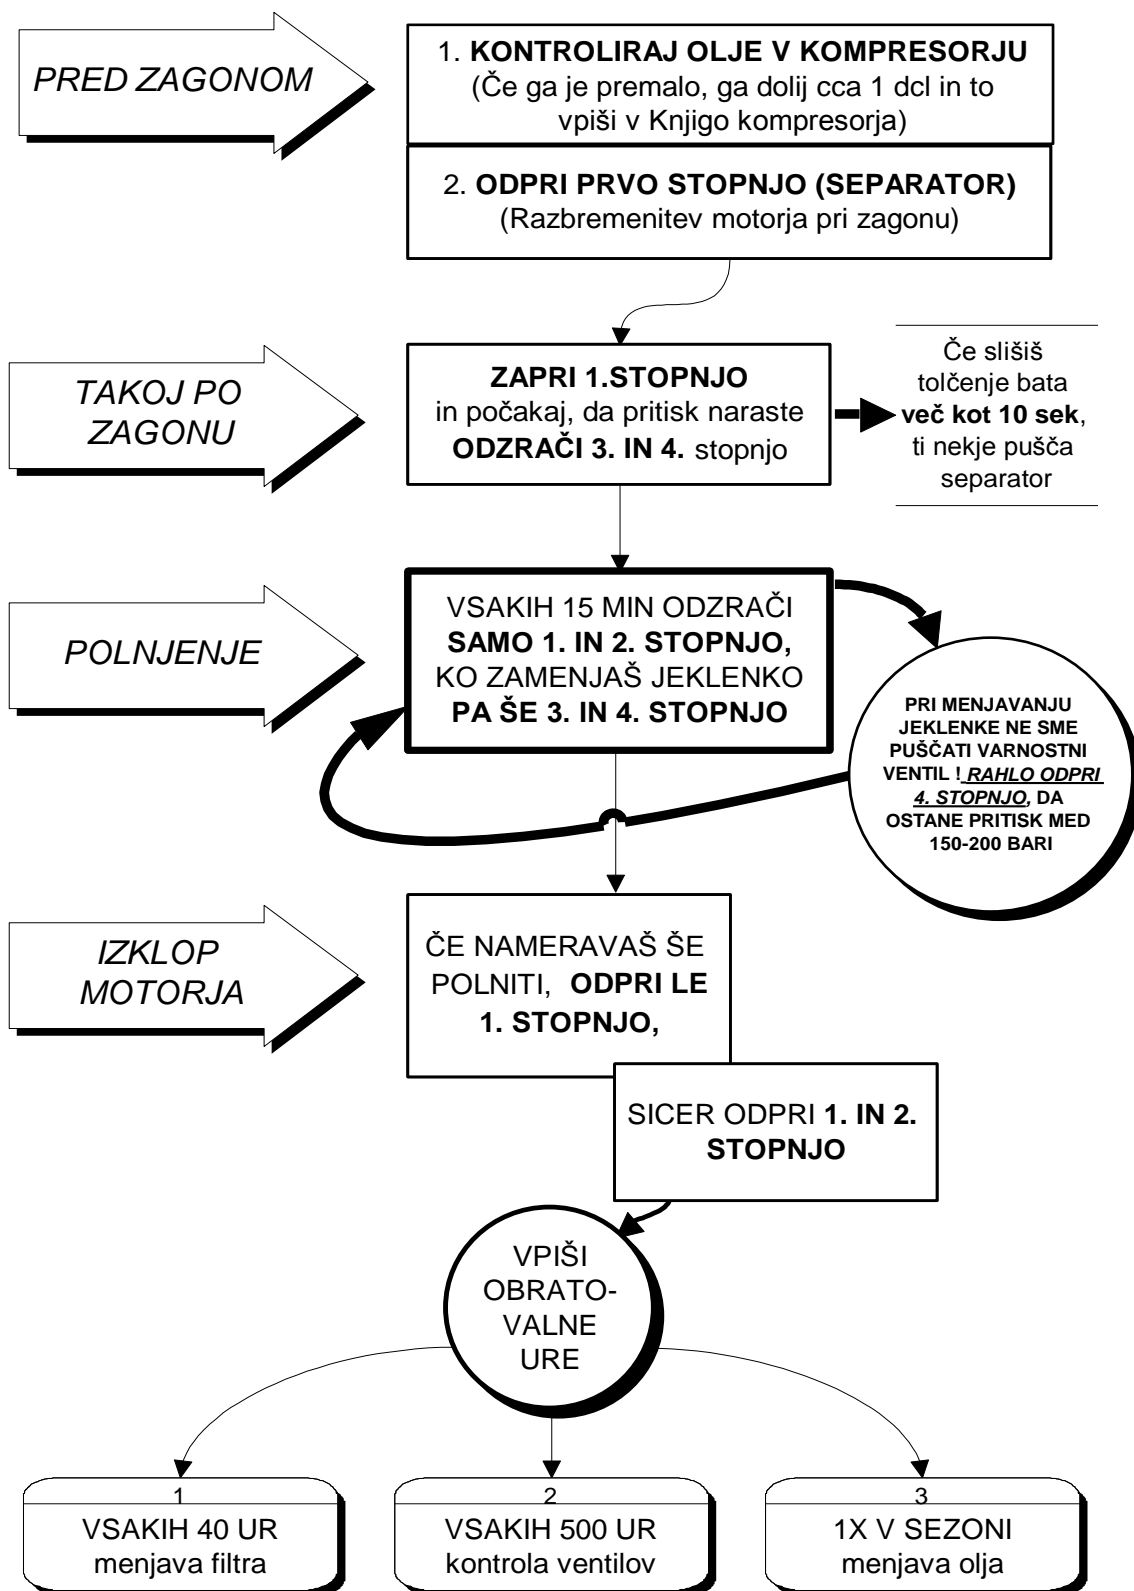 PRED ZAGONOM
1. KONTROLIRAJ OLJE V KOMPRESORJU
(Če ga je premalo, ga dolij cca 1 dcl in to
vpiši v Knjigo kompresorja)
2. ODPRI PRVO STOPNJO (SEPARATOR)
(Razbremenitev motorja pri zagonu)
TAKOJ PO
ZAGONU
ZAPRI 1.STOPNJO
in počakaj, da pritisk naraste
ODZRAČI 3. IN 4. stopnjo
Če slišiš
tolčenje bata
več kot 10 sek,
ti nekje pušča
separator
POLNJENJE
VSAKIH 15 MIN ODZRAČI
SAMO 1. IN 2. STOPNJO,
KO ZAMENJAŠ JEKLENKO
PA ŠE 3. IN 4. STOPNJO
PRI MENJAVANJU
JEKLENKE NE SME
PUŠČATI VARNOSTNI
VENTIL ! RAHLO ODPRI
4. STOPNJO, DA
OSTANE PRITISK MED
150-200 BARI
IZKLOP
MOTORJA
ČE NAMERAVAŠ ŠE
POLNITI, ODPRI LE
1. STOPNJO,
SICER ODPRI 1. IN 2.
STOPNJO
VPIŠI
OBRATO-
VALNE
URE
1
VSAKIH 40 UR
menjava filtra
2
VSAKIH 500 UR
kontrola ventilov
3
1X V SEZONI
menjava olja